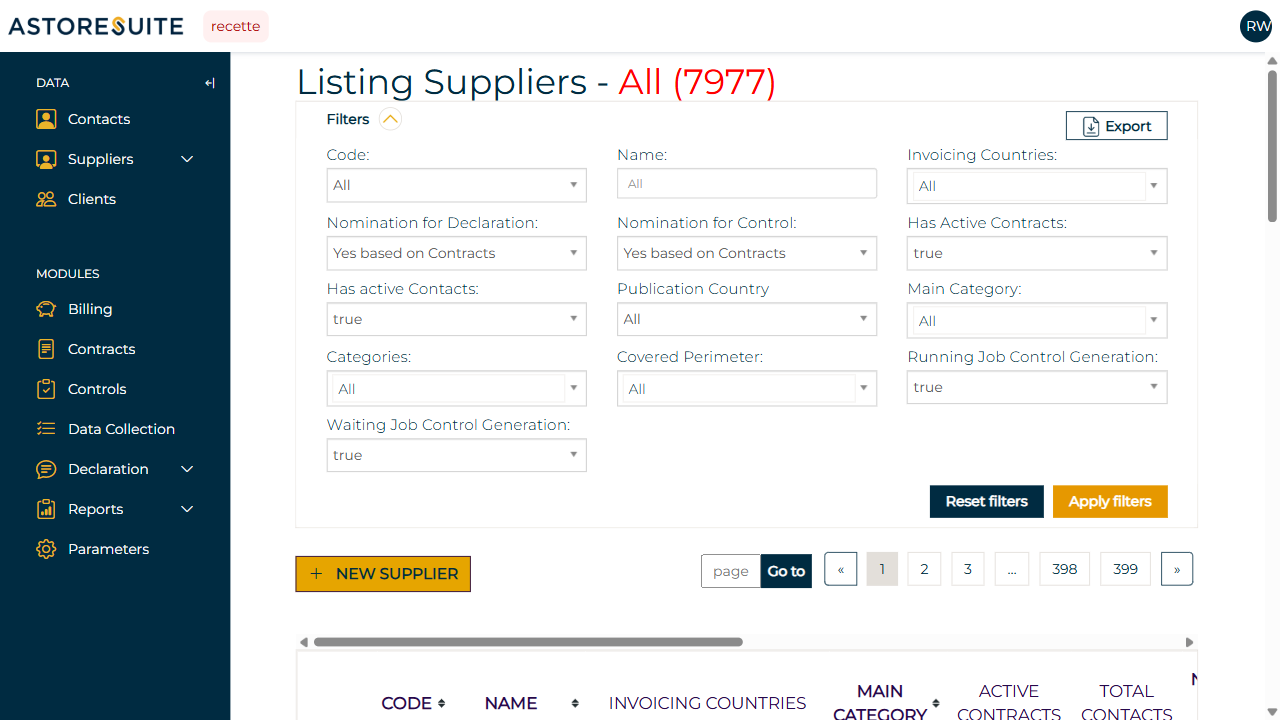 ASTORESUITE recette RW
DATA
Contacts
Suppliers
Clients
MODULES
Billing
Contracts
Controls
Data Collection
Declaration
Reports
Parameters
Listing Suppliers - All (7977)
Filters
Export
Code: Name: Invoicing Countries:
All All All
Nomination for Declaration: Nomination for Control: Has Active Contracts:
Yes based on Contracts Yes based on Contracts true
Has active Contacts: Publication Country Main Category:
true All All
Categories: Covered Perimeter: Running Job Control Generation:
All All true
Waiting Job Control Generation:
true
Reset filters Apply filters
+ NEW SUPPLIER page Go to « 1 2 3 ... 398 399 »
CODE NAME INVOICING COUNTRIES MAIN CATEGORY ACTIVE CONTRACTS TOTAL CONTACTS